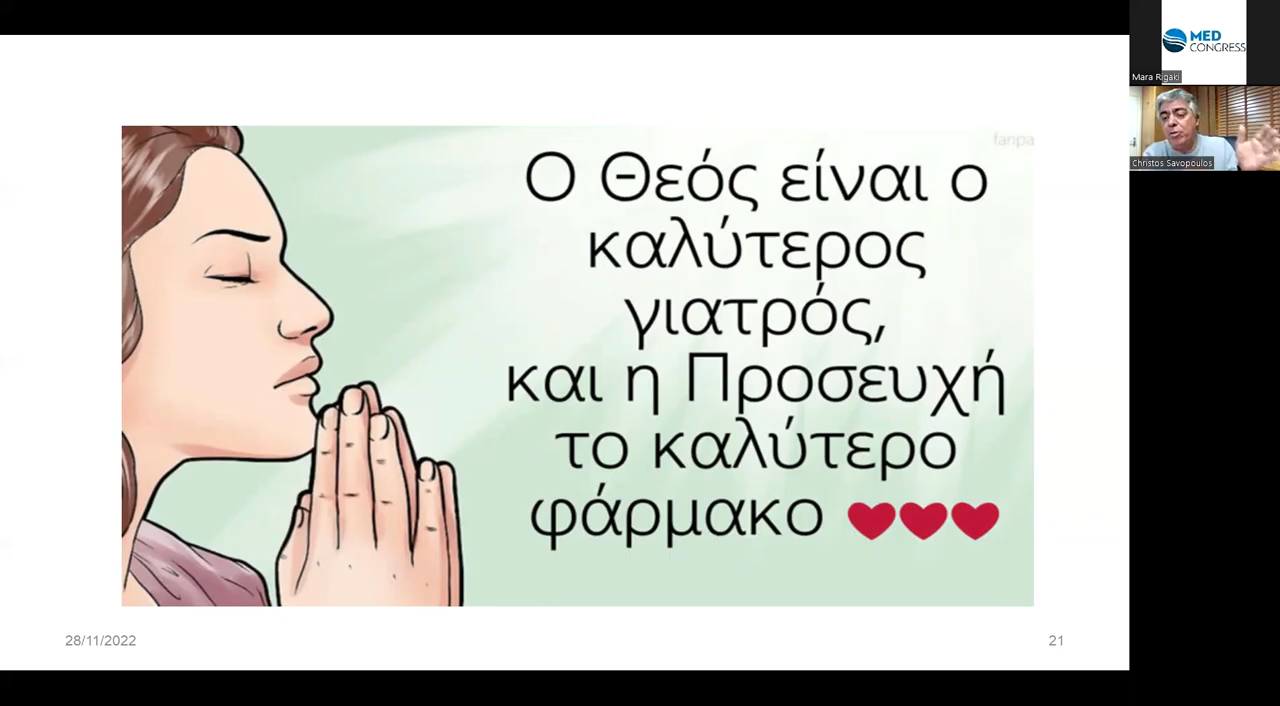 fanpa
Ο Θεός είναι ο
καλύτερος
γιατρός,
και η Προσευχή
το καλύτερο
φάρμακο
28/11/2022
21
MED
CONGRESS
Mara Rigaki
Christos Savopoulos